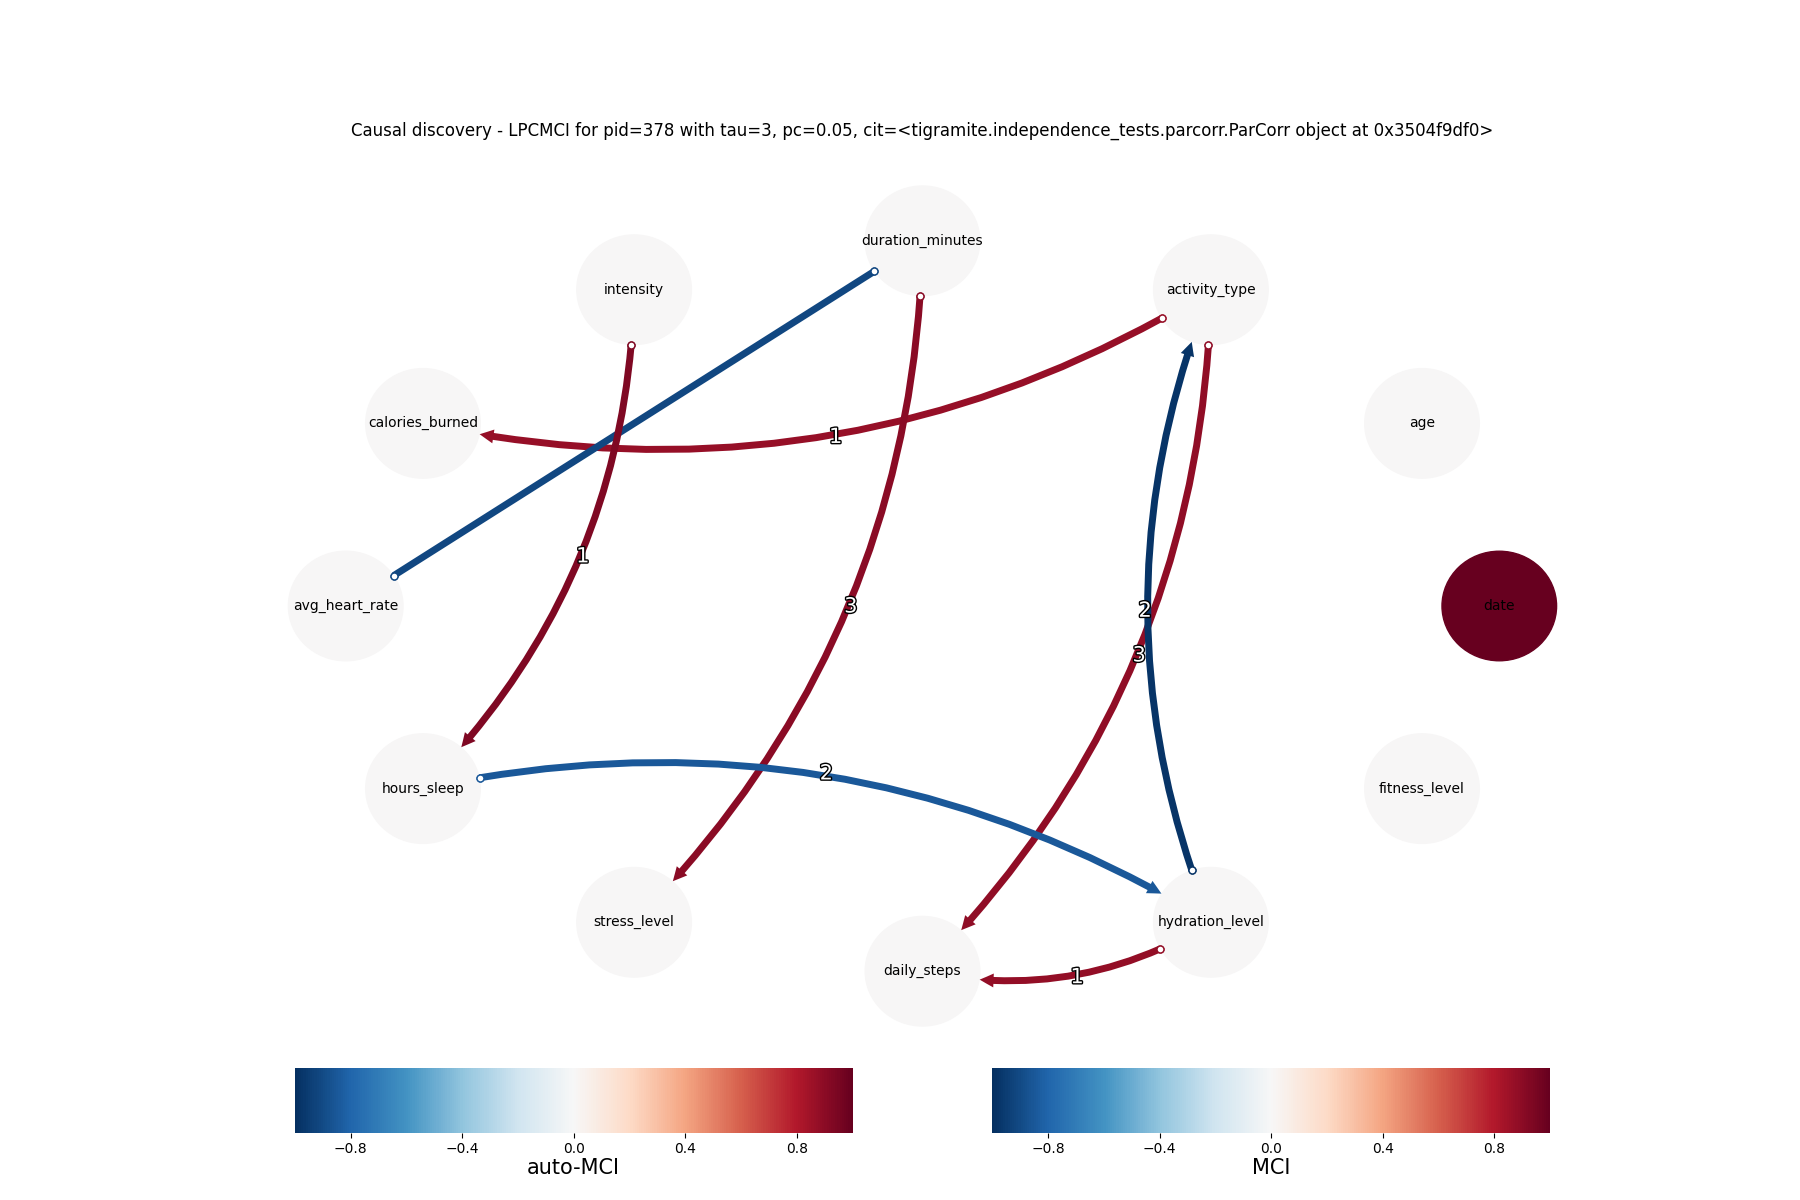 Causal discovery - LPCMCI for pid=378 with tau=3, pc=0.05, cit=<tigramite.independence_tests.parcorr.ParCorr object at 0x3504f9df0>
duration_minutes
intensity
activity_type
calories_burned
age
1
1
avg_heart_rate
3
2
date
3
2
hours_sleep
fitness_level
stress_level
hydration_level
daily_steps
1
−0.8 −0.4 0.0 0.4 0.8
auto-MCI
−0.8 −0.4 0.0 0.4 0.8
MCI